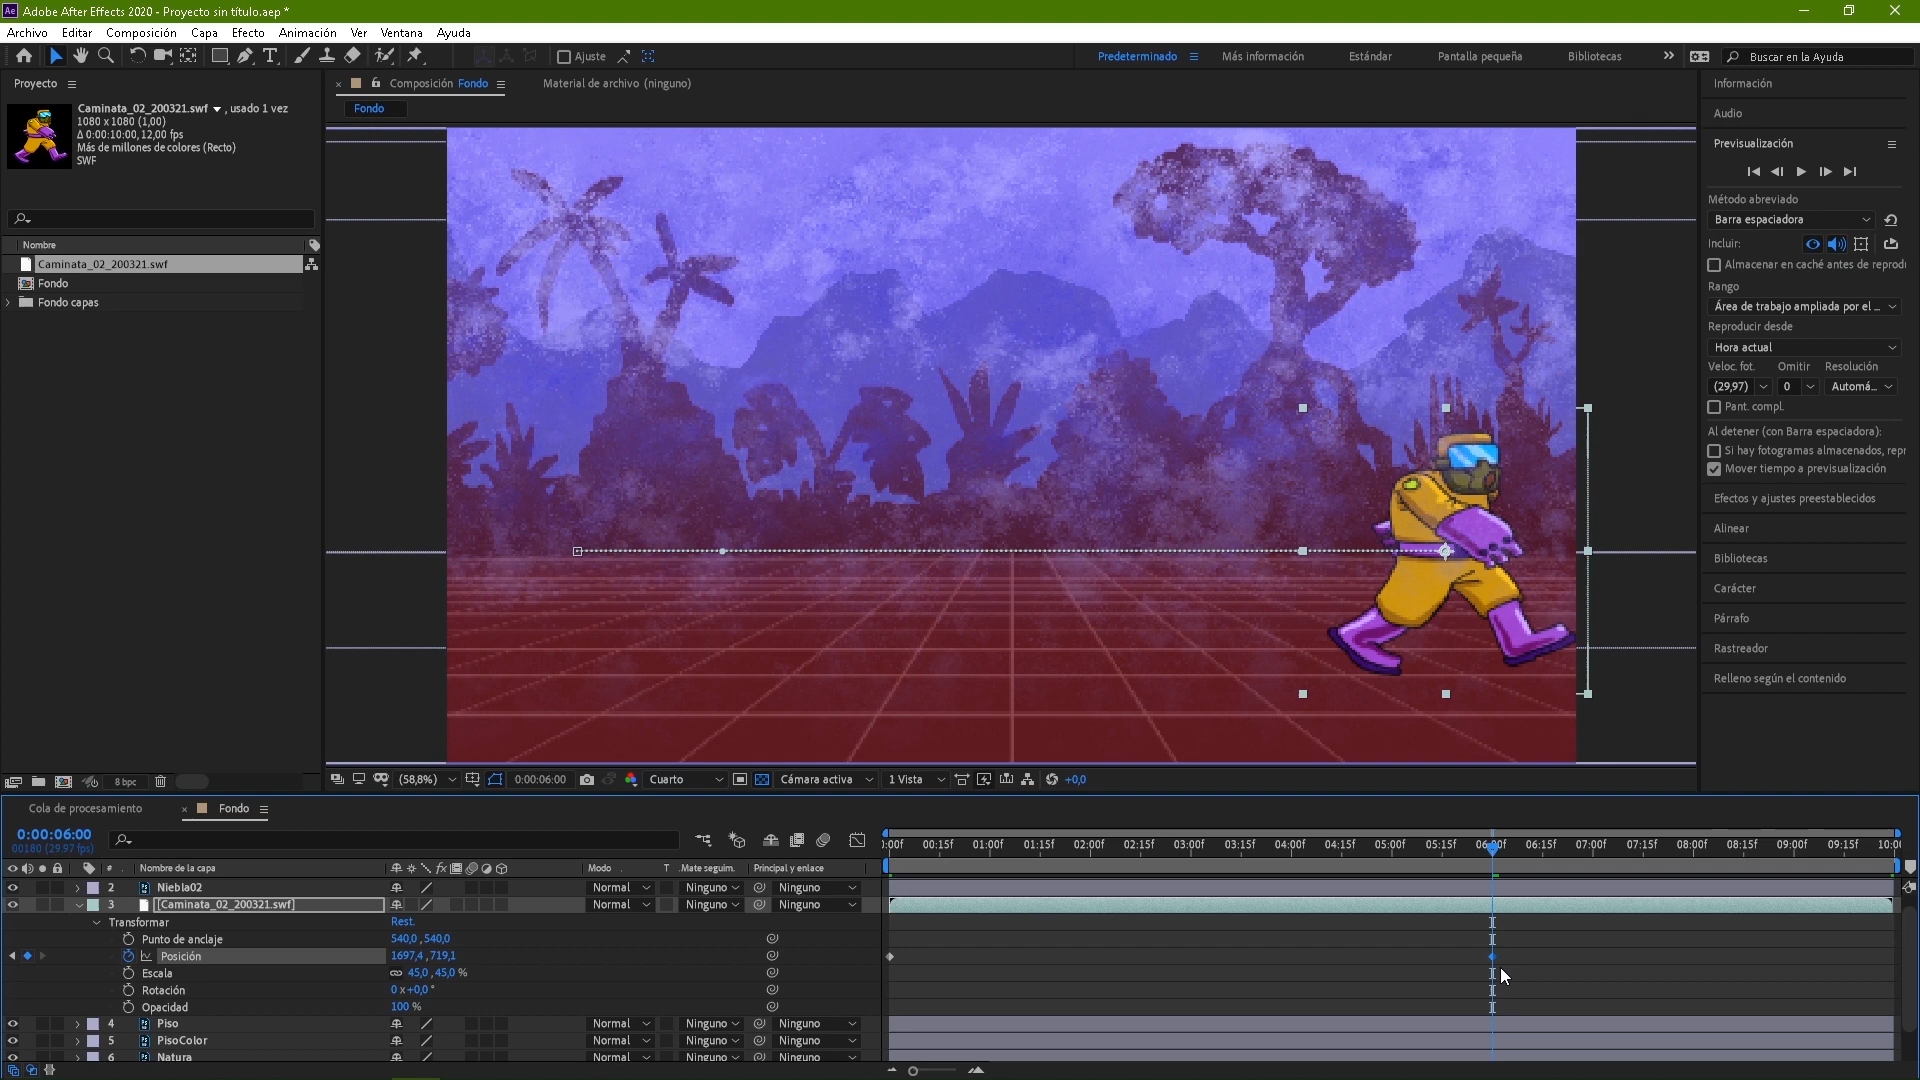 Ae Adobe After Effects 2020 - Proyecto sin título.aep *
Archivo Editar Composición Capa Efecto Animación Ver Ventana Ayuda
Ajuste
Predeterminado Más información Estándar Pantalla pequeña Bibliotecas Buscar en la Ayuda
Proyecto
Composición Fondo Material de archivo (ninguno)
Fondo
Caminata_02_200321.swf , usado 1 vez
1080 x 1080 (1,00)
Δ 0:00:10:00, 12,00 fps
Más de millones de colores (Recto)
SWF
Nombre
Caminata_02_200321.swf
Fondo
Fondo capas
8 bpc
(58,8%) 0:00:06:00 Cuarto Cámara activa 1 Vista +0,0
Información
Audio
Previsualización
Método abreviado
Barra espaciadora
Incluir:
Almacenar en caché antes de reprodu
Rango
Área de trabajo ampliada por el ...
Reproducir desde
Hora actual
Veloc. fot. Omitir Resolución
(29,97) 0 Automá...
Pant. compl.
Al detener (con Barra espaciadora):
Si hay fotogramas almacenados, repr
Mover tiempo a previsualización
Efectos y ajustes preestablecidos
Alinear
Bibliotecas
Carácter
Párrafo
Rastreador
Relleno según el contenido
Cola de procesamiento Fondo
0:00:06:00
00180 (29.97 fps)
):00f 00:15f 01:00f 01:15f 02:00f 02:15f 03:00f 03:15f 04:00f 04:15f 05:00f 05:15f 06:00f 06:15f 07:00f 07:15f 08:00f 08:15f 09:00f 09:15f 10:00
# Nombre de la capa fx Modo T .Mate seguim. Principal y enlace
2 Niebla02 Normal Ninguno Ninguno
3 [Caminata_02_200321.swf] Normal Ninguno Ninguno
Transformar Rest.
Punto de anclaje 540,0 ,540,0
Posición 1697,4 ,719,1
Escala 45,0 ,45,0 %
Rotación 0 x+0,0 °
Opacidad 100 %
4 Piso Normal Ninguno Ninguno
5 PisoColor Normal Ninguno Ninguno
6 Natura Normal Ninguno Ninguno